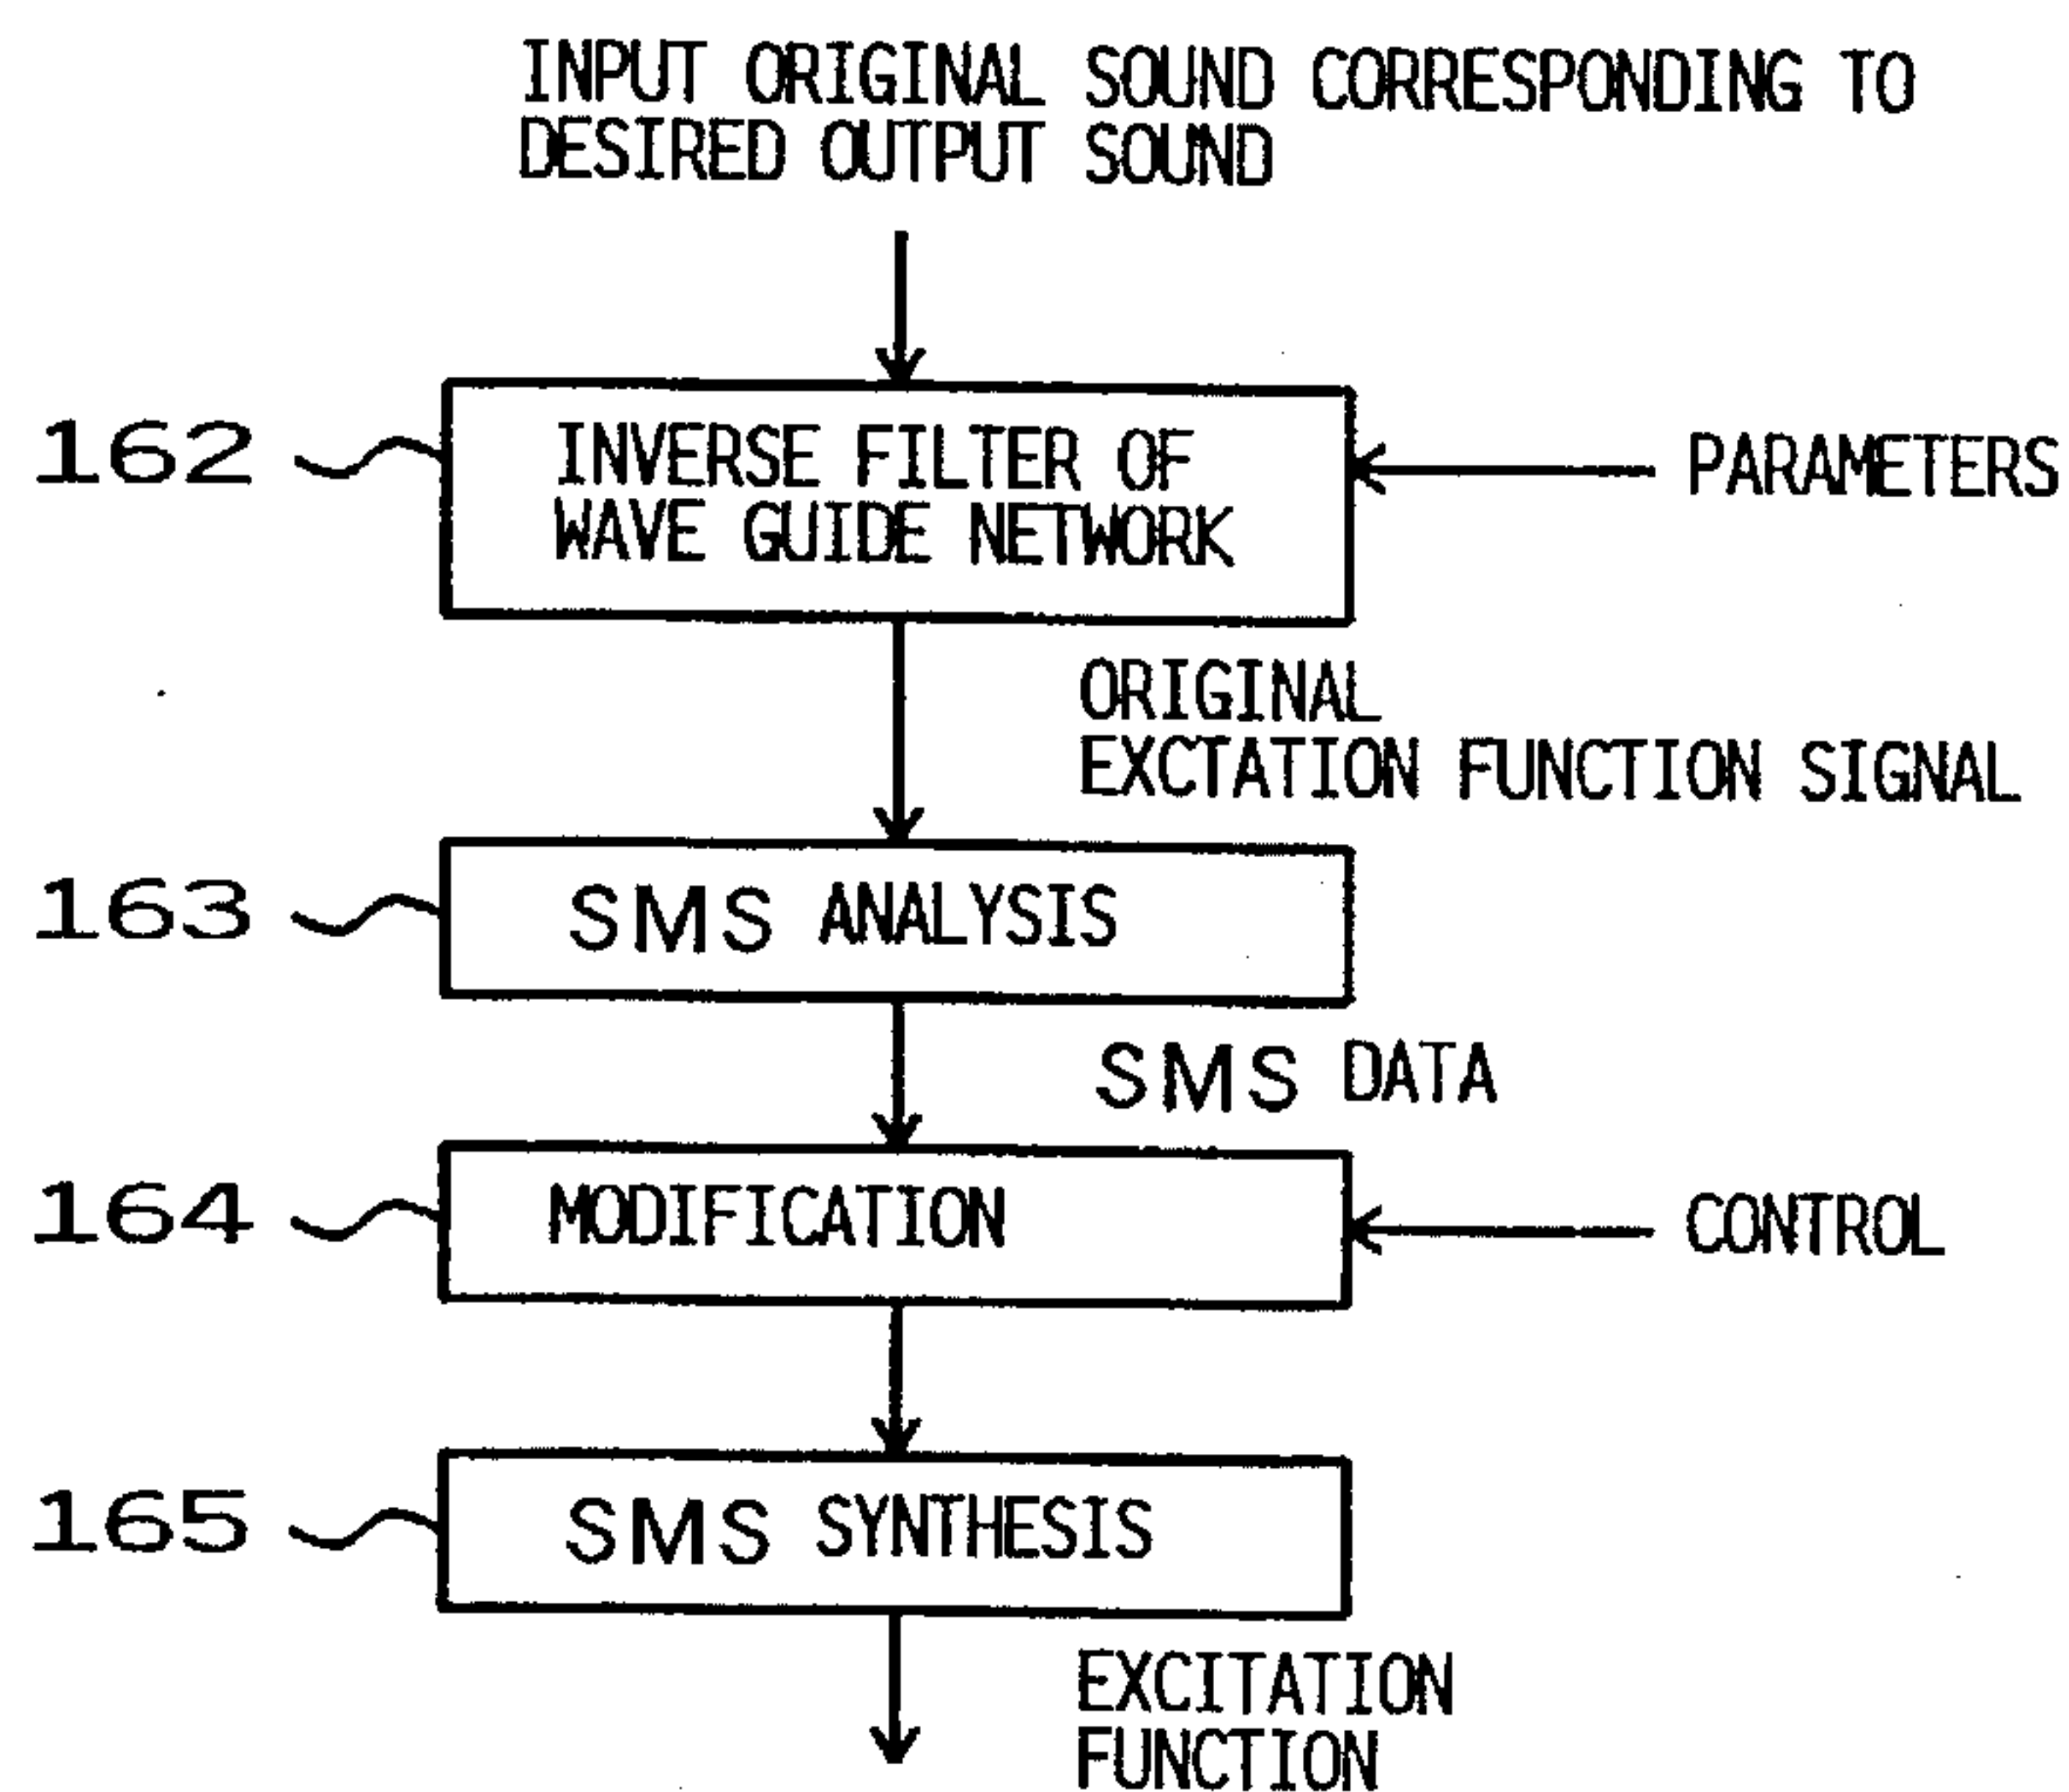 INPUT ORIGINAL SOUND CORRESPONDING TO
DESIRED OUTPUT SOUND
162
INVERSE FILTER OF
WAVE GUIDE NETWORK
PARAMETERS
ORIGINAL
EXCTATION FUNCTION SIGNAL
163
SMS ANALYSIS
SMS DATA
164
MODIFICATION
CONTROL
165
SMS SYNTHESIS
EXCITATION
FUNCTION